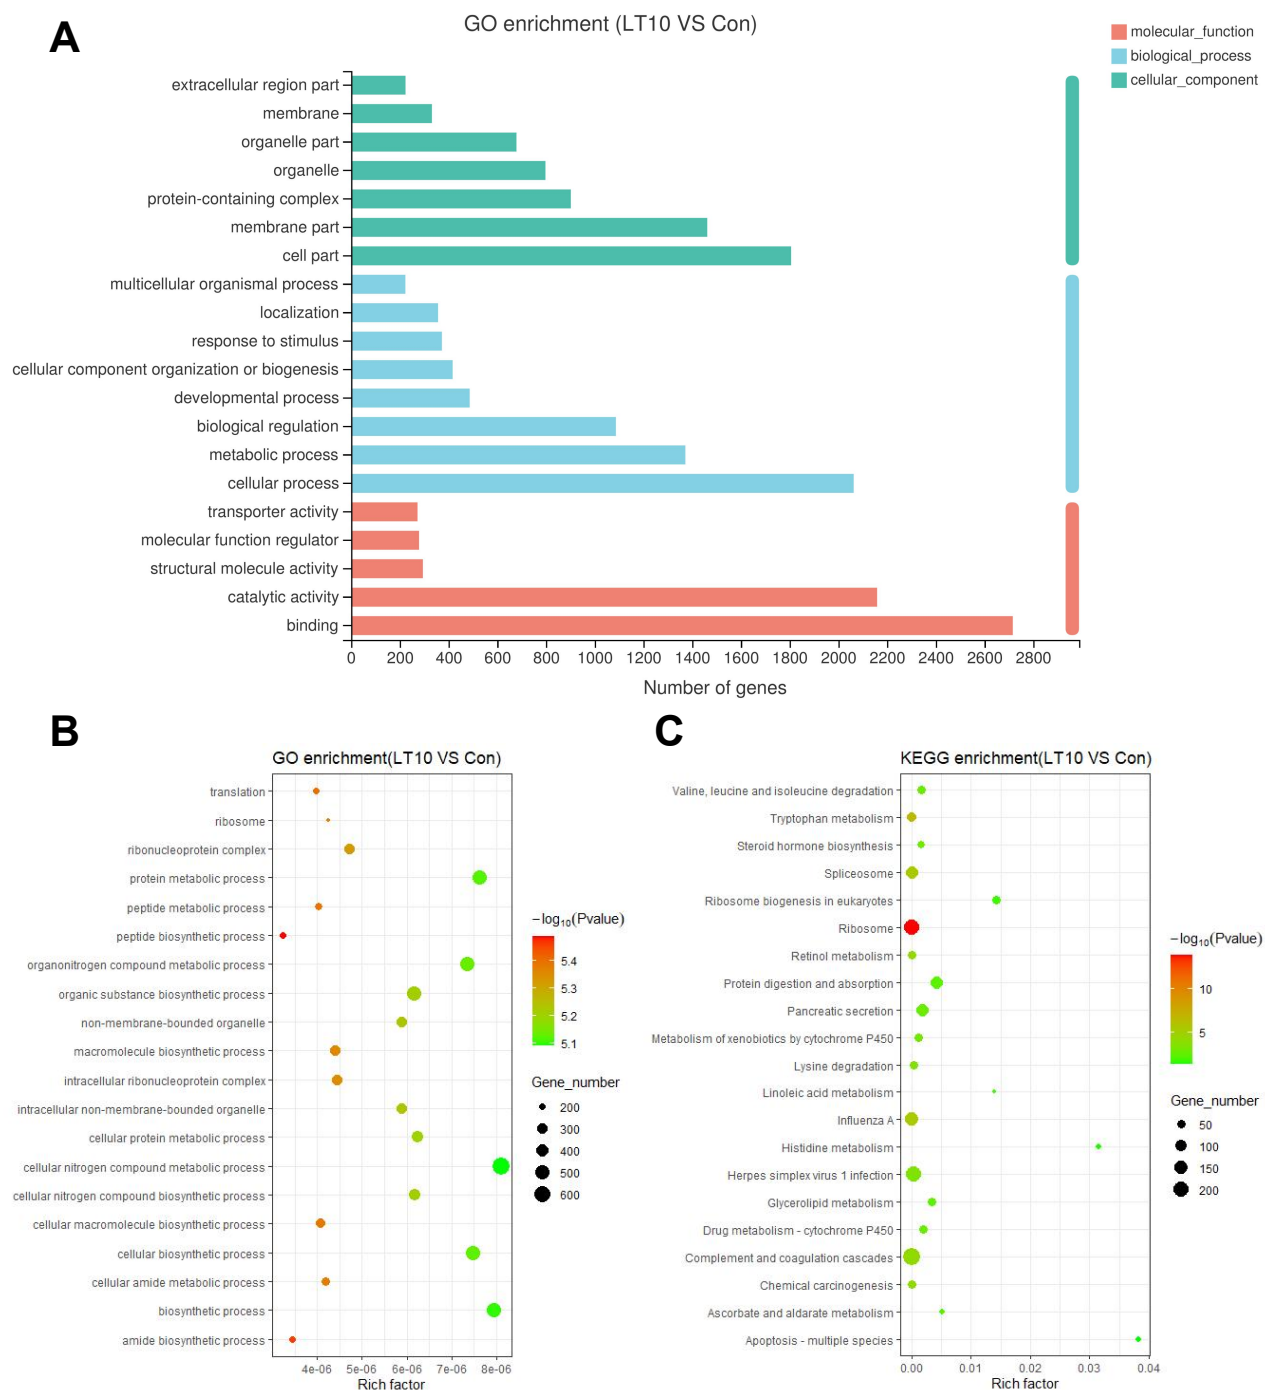 A
GO enrichment (LT10 VS Con)
molecular_function
biological_process
cellular_component
extracellular region part
membrane
organelle part
organelle
protein-containing complex
membrane part
cell part
multicellular organismal process
localization
response to stimulus
cellular component organization or biogenesis
developmental process
biological regulation
metabolic process
cellular process
transporter activity
molecular function regulator
structural molecule activity
catalytic activity
binding
0 200 400 600 800 1000 1200 1400 1600 1800 2000 2200 2400 2600 2800
Number of genes
B
GO enrichment(LT10 VS Con)
translation
ribosome
ribonucleoprotein complex
protein metabolic process
peptide metabolic process
peptide biosynthetic process
organonitrogen compound metabolic process
organic substance biosynthetic process
non-membrane-bounded organelle
macromolecule biosynthetic process
intracellular ribonucleoprotein complex
intracellular non-membrane-bounded organelle
cellular protein metabolic process
cellular nitrogen compound metabolic process
cellular nitrogen compound biosynthetic process
cellular macromolecule biosynthetic process
cellular biosynthetic process
cellular amide metabolic process
biosynthetic process
amide biosynthetic process
4e-06 5e-06 6e-06 7e-06 8e-06
Rich factor
−log10(Pvalue)
5.4
5.3
5.2
5.1
Gene_number
200
300
400
500
600
C
KEGG enrichment(LT10 VS Con)
Valine, leucine and isoleucine degradation
Tryptophan metabolism
Steroid hormone biosynthesis
Spliceosome
Ribosome biogenesis in eukaryotes
Ribosome
Retinol metabolism
Protein digestion and absorption
Pancreatic secretion
Metabolism of xenobiotics by cytochrome P450
Lysine degradation
Linoleic acid metabolism
Influenza A
Histidine metabolism
Herpes simplex virus 1 infection
Glycerolipid metabolism
Drug metabolism - cytochrome P450
Complement and coagulation cascades
Chemical carcinogenesis
Ascorbate and aldarate metabolism
Apoptosis - multiple species
0.00 0.01 0.02 0.03 0.04
Rich factor
−log10(Pvalue)
10
5
Gene_number
50
100
150
200